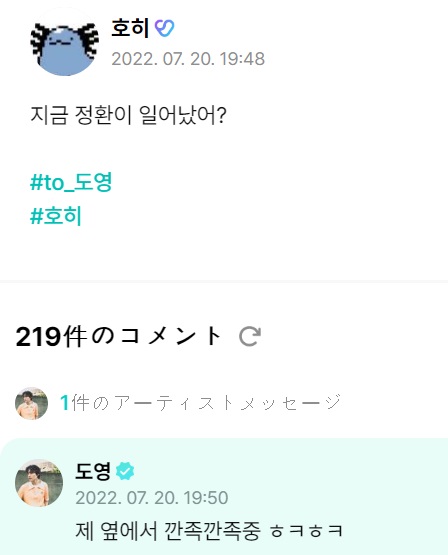 호히
2022. 07. 20. 19:48
지금 정환이 일어났어?
#to_도영
#호히
219件のコメント
1件のアーティストメッセージ
도영
2022. 07. 20. 19:50
제 옆에서 깐족깐족중 ㅎㅋㅎㅋ